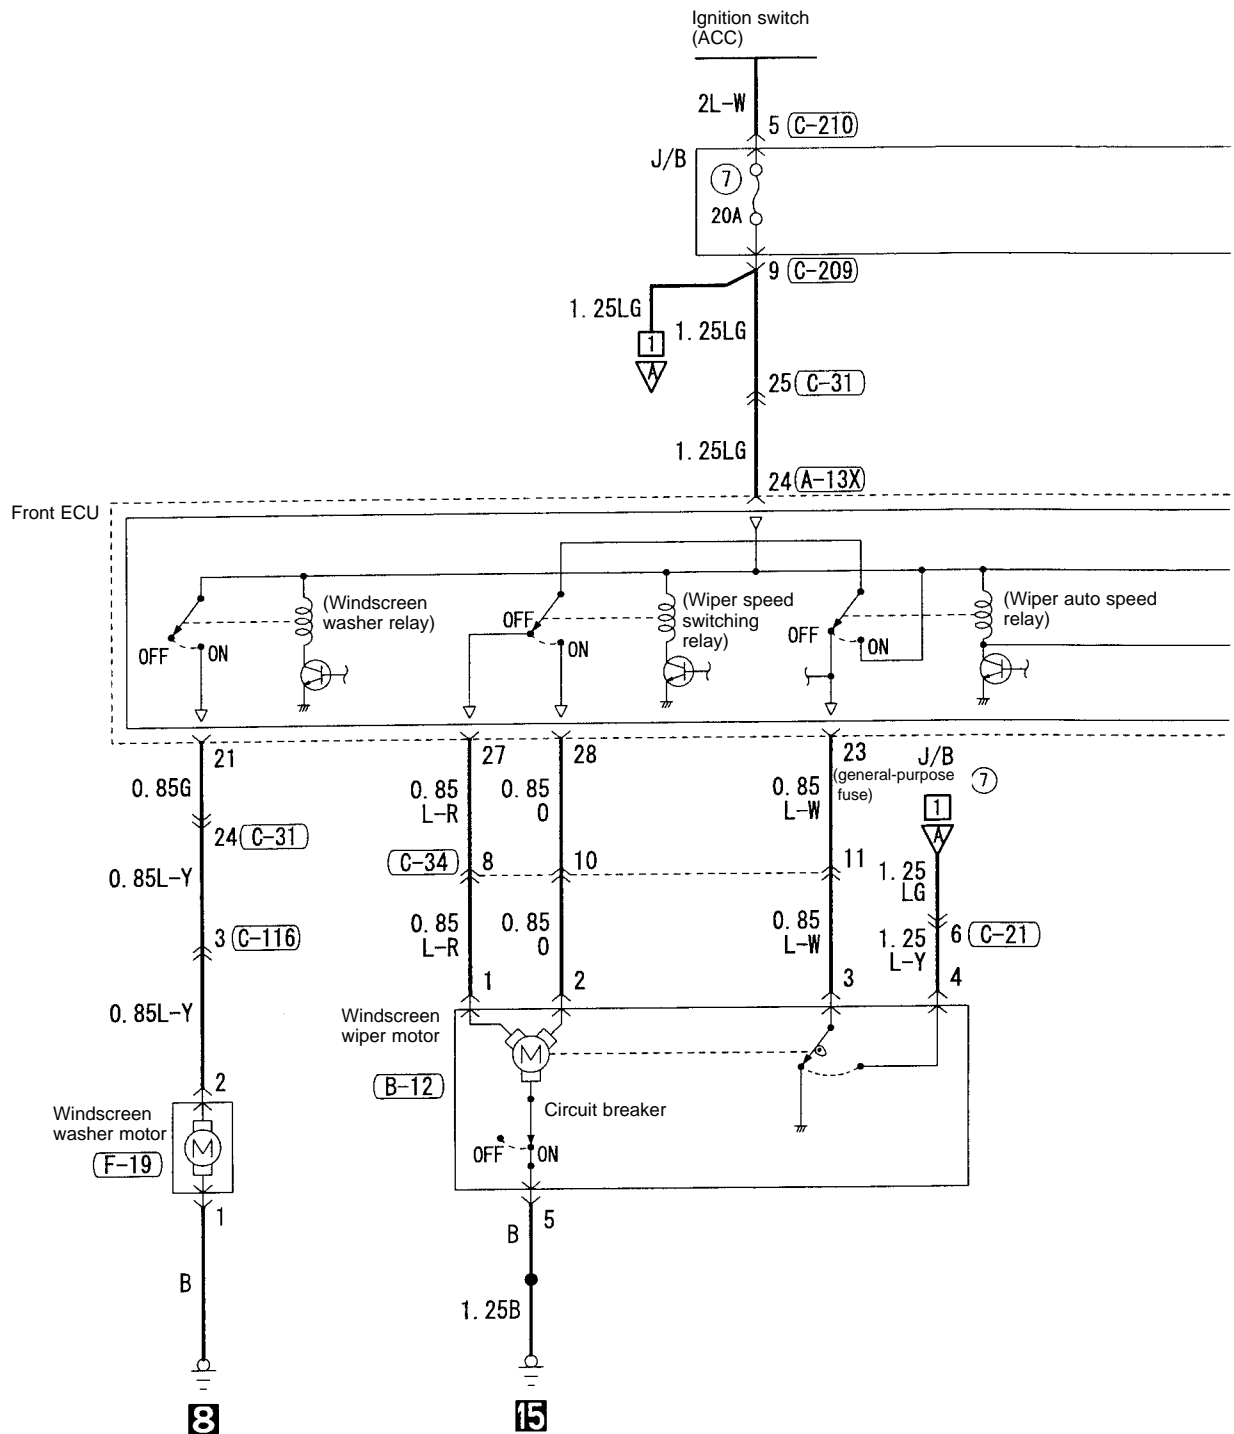 Ignition switch
(ACC)
2L-W
5 C-210
J/B
7
20A
9 C-209
1.25LG
1
A
1.25LG
25 C-31
1.25LG
24 A-13X
Front ECU
(Windscreen
washer relay)
OFF
ON
(Wiper speed
switching
relay)
OFF
ON
(Wiper auto speed
relay)
OFF
ON
21
27
28
23
J/B
(general-purpose
fuse)
7
1
A
0.85G
0.85
L-R
0.85
O
0.85
L-W
24 C-31
C-34 8
10
11
1.25
LG
0.85L-Y
3 C-116
0.85
L-R
0.85
O
0.85
L-W
6 C-21
1.25
L-Y
0.85L-Y
1
2
3
4
Windscreen
wiper motor
M
B-12
Circuit breaker
OFF
ON
2
Windscreen
washer motor
M
F-19
1
5
B
B
1.25B
8
15